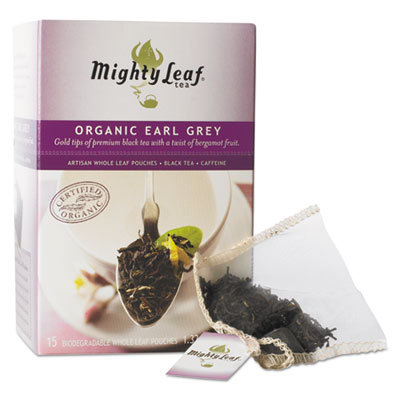 Mighty Leaf®
tea
ORGANIC EARL GREY
Gold tips of premium black tea with a twist of bergamot fruit.
ARTISAN WHOLE LEAF POUCHES • BLACK TEA • CAFFEINE
CERTIFIED
ORGANIC
15 BIODEGRADABLE WHOLE LEAF POUCHES
Mighty Leaf
tea